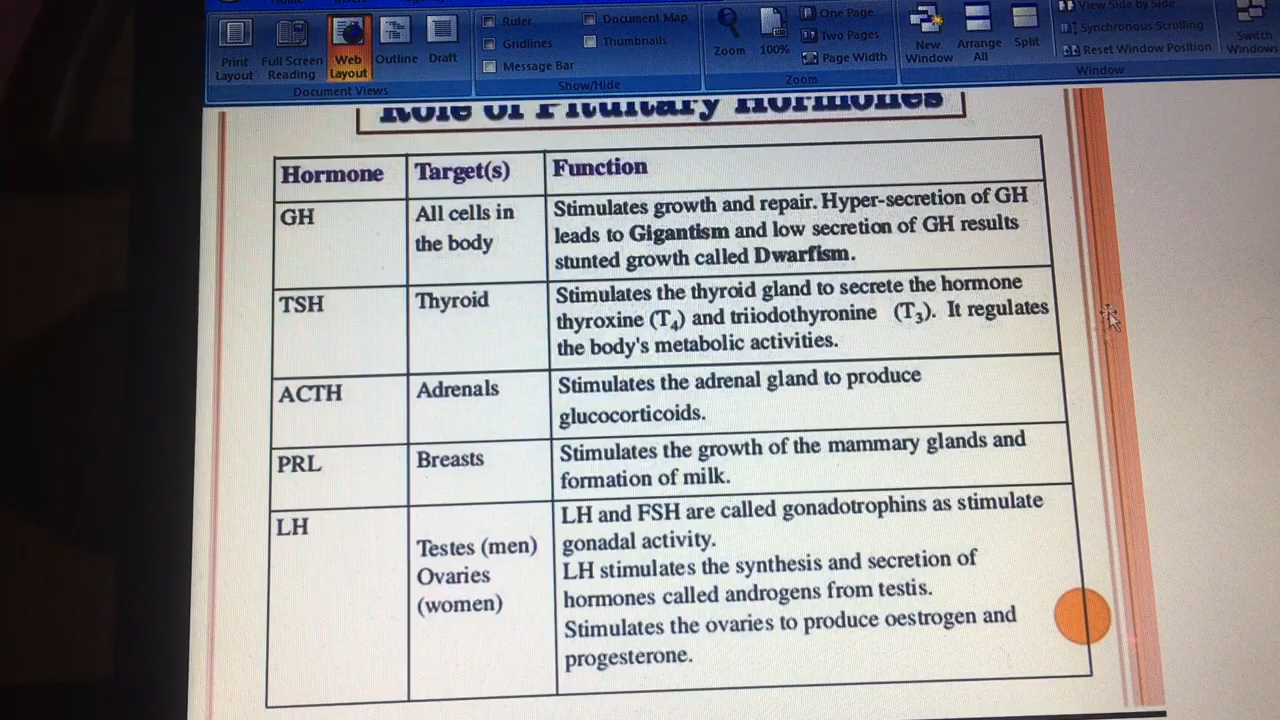 Ruler
Document Map
One Page
View Side by Side
Gridlines
Thumbnails
Two Pages
Synchronous Scrolling
Message Bar
Page Width
Reset Window Position
Print Layout
Full Screen Reading
Web Layout
Outline
Draft
Zoom
100%
New Window
Arrange All
Split
Switch Windows
Document Views
Show/Hide
Zoom
Window
Role of Pituitary Hormones
Hormone
Target(s)
Function
GH
All cells in
the body
Stimulates growth and repair. Hyper-secretion of GH
leads to Gigantism and low secretion of GH results
stunted growth called Dwarfism.
TSH
Thyroid
Stimulates the thyroid gland to secrete the hormone
thyroxine (T4) and triiodothyronine (T3). It regulates
the body's metabolic activities.
ACTH
Adrenals
Stimulates the adrenal gland to produce
glucocorticoids.
PRL
Breasts
Stimulates the growth of the mammary glands and
formation of milk.
LH
Testes (men)
Ovaries
(women)
LH and FSH are called gonadotrophins as stimulate
gonadal activity.
LH stimulates the synthesis and secretion of
hormones called androgens from testis.
Stimulates the ovaries to produce oestrogen and
progesterone.